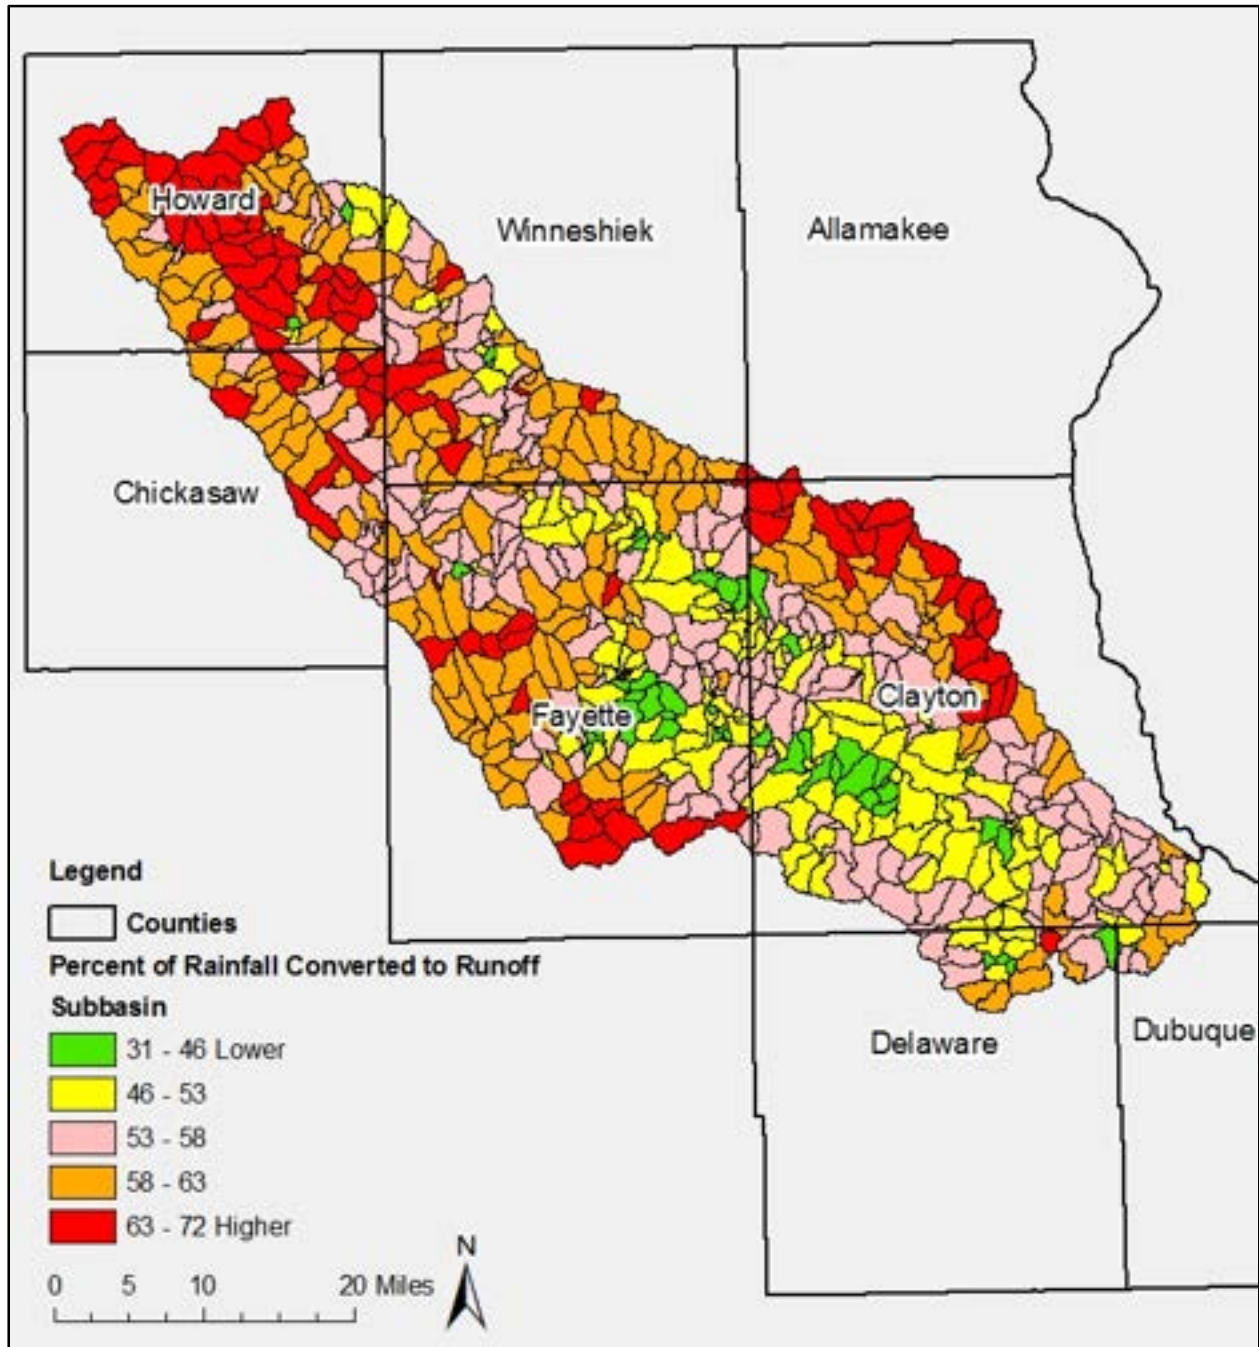 Howard
Winneshiek
Allamakee
Chickasaw
Fayette
Clayton
Delaware
Dubuque
Legend
Counties
Percent of Rainfall Converted to Runoff
Subbasin
31 - 46 Lower
46 - 53
53 - 58
58 - 63
63 - 72 Higher
N
0 5 10 20 Miles